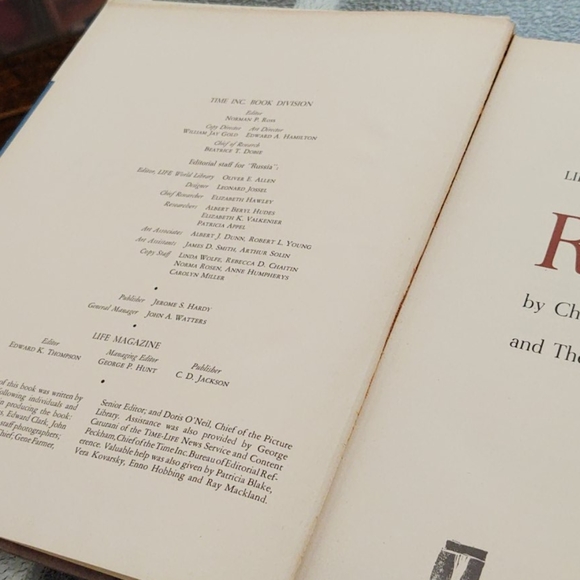 TIME INC. BOOK DIVISION
Editor
NORMAN P. ROSS
Copy Director Art Director
WILLIAM JAY GOLD EDWARD A. HAMILTON
Chief of Research
BEATRICE T. DOBIE
Editorial staff for "Russia":
Editor, LIFE World Library OLIVER E. ALLEN
Designer LEONARD JOSSEL
Chief Researcher ELIZABETH HAWLEY
Researchers ALBERT BERYL HUDES
ELIZABETH K. VALKENIER
PATRICIA APPEL
Art Associates ALBERT J. DUNN, ROBERT L. YOUNG
Art Assistants JAMES D. SMITH, ARTHUR SOLIN
Copy Staff LINDA WOLFE, REBECCA D. CHAITIN
NORMA ROSEN, ANNE HUMPHERYS
CAROLYN MILLER
Publisher JEROME S. HARDY
General Manager JOHN A. WATTERS
LIFE MAGAZINE
Editor Managing Editor Publisher
EDWARD K. THOMPSON GEORGE P. HUNT C. D. JACKSON
of this book was written by
following individuals and
in producing the book:
Edward Clark, John
staff photographers;
Chief, Gene Farmer,
Senior Editor; and Doris O'Neil, Chief of the Picture
Library. Assistance was also provided by George
Caturani of the TIME-LIFE News Service and Content
Peckham, Chief of the Time Inc. Bureau of Editorial Ref-
erence. Valuable help was also given by Patricia Blake,
Vera Kovarsky, Enno Hobbing and Ray Mackland.
LI
R
by Ch
and The